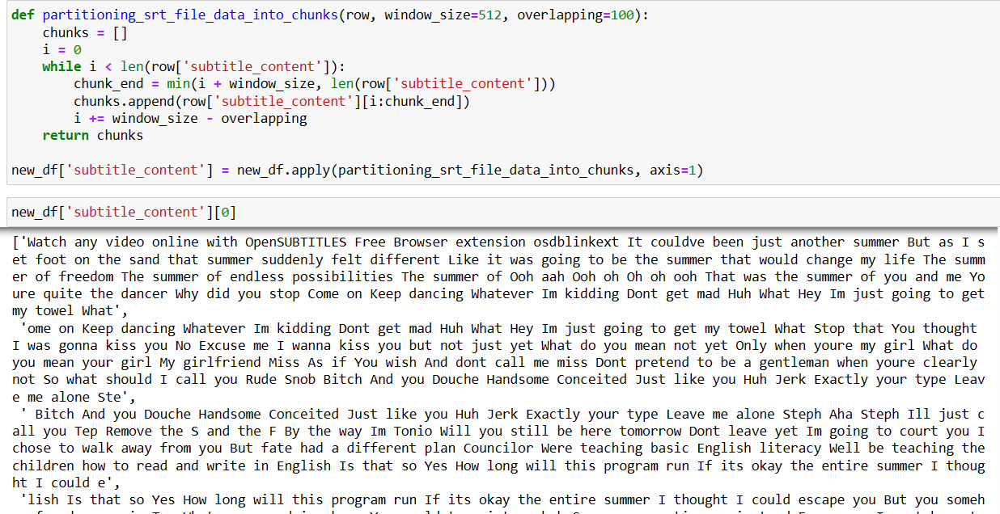 def partitioning_srt_file_data_into_chunks(row, window_size=512, overlapping=100):
    chunks = []
    i = 0
    while i < len(row['subtitle_content']):
        chunk_end = min(i + window_size, len(row['subtitle_content']))
        chunks.append(row['subtitle_content'][i:chunk_end])
        i += window_size - overlapping
    return chunks
new_df['subtitle_content'] = new_df.apply(partitioning_srt_file_data_into_chunks, axis=1)
new_df['subtitle_content'][0]
['Watch any video online with OpenSUBTITLES Free Browser extension osdblinkext It couldve been just another summer But as I s
et foot on the sand that summer suddenly felt different Like it was going to be the summer that would change my life The summ
er of freedom The summer of endless possibilities The summer of Ooh aah Ooh oh Oh oh ooh That was the summer of you and me Yo
ure quite the dancer Why did you stop Come on Keep dancing Whatever Im kidding Dont get mad Huh What Hey Im just going to get
my towel What',
 'ome on Keep dancing Whatever Im kidding Dont get mad Huh What Hey Im just going to get my towel What Stop that You thought
I was gonna kiss you No Excuse me I wanna kiss you but not just yet What do you mean not yet Only when youre my girl What do
you mean your girl My girlfriend Miss As if You wish And dont call me miss Dont pretend to be a gentleman when youre clearly
not So what should I call you Rude Snob Bitch And you Douche Handsome Conceited Just like you Huh Jerk Exactly your type Leav
e me alone Ste',
 ' Bitch And you Douche Handsome Conceited Just like you Huh Jerk Exactly your type Leave me alone Steph Aha Steph Ill just c
all you Tep Remove the S and the F By the way Im Tonio Will you still be here tomorrow Dont leave yet Im going to court you I
chose to walk away from you But fate had a different plan Councilor Were teaching basic English literacy Well be teaching the
children how to read and write in English Is that so Yes How long will this program run If its okay the entire summer I thoug
ht I could e',
 'lish Is that so Yes How long will this program run If its okay the entire summer I thought I could escape you But you someh